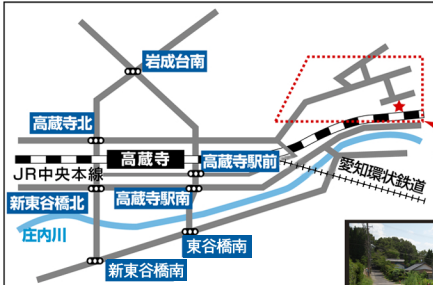 岩成台南
高蔵寺北
高蔵寺
高蔵寺駅前
JR中央本線
愛知環状鉄道
新東谷橋北
高蔵寺駅南
庄内川
東谷橋南
新東谷橋南